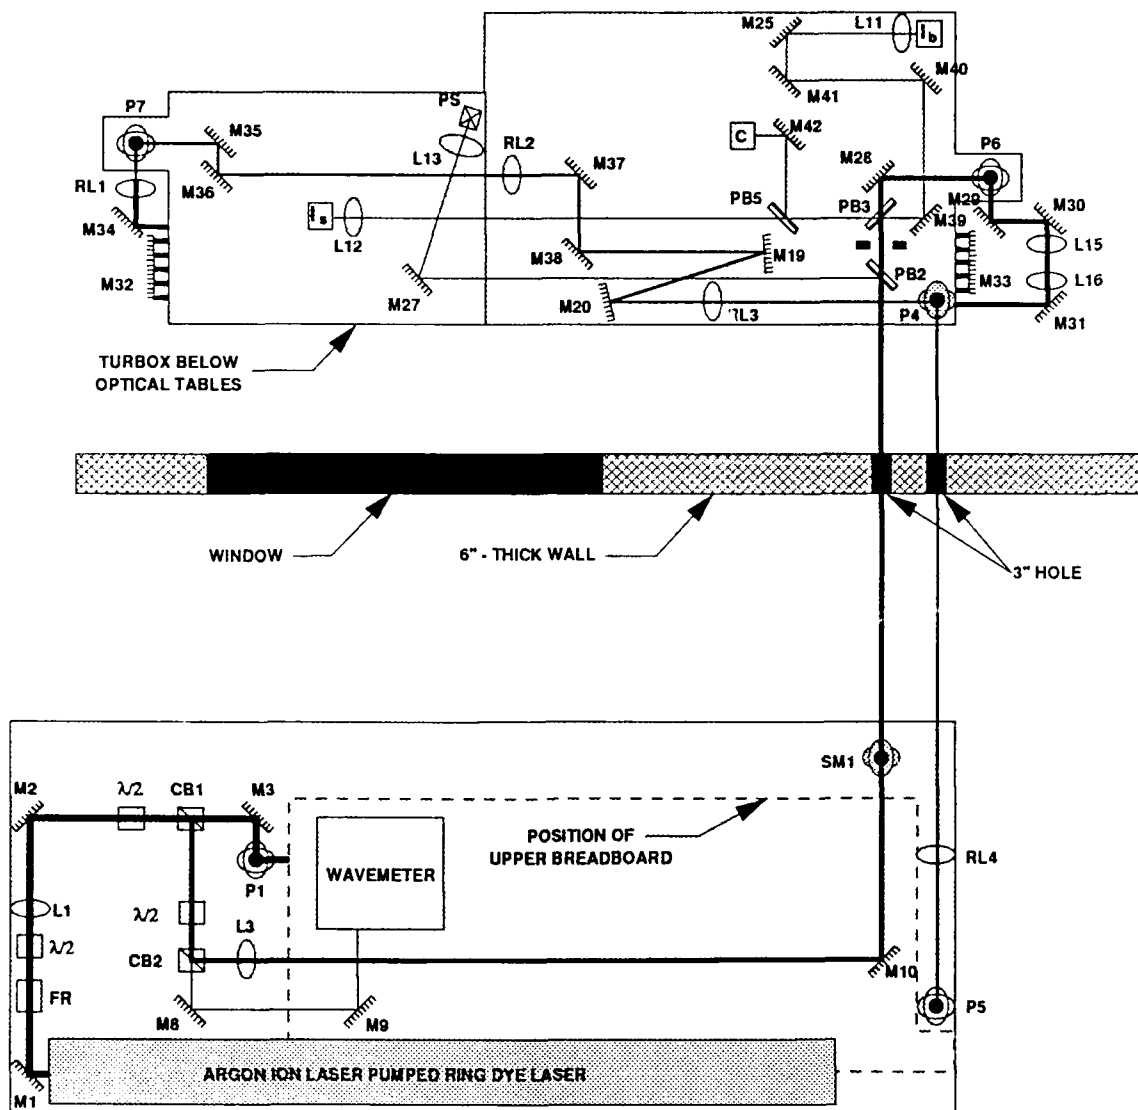 M25
L11
I b
M40
M41
PS
P7
M35
C
M42
L13
RL2
M37
M28
P6
RL1
M36
PB5
PB3
M29
M30
M39
M34
I s
L12
L15
M38
M19
M32
PB2
M33
L16
M27
M20
RL3
P4
M31
TURBOX BELOW
OPTICAL TABLES
WINDOW
6" - THICK WALL
3" HOLE
SM1
M2
λ/2
CB1
M3
POSITION OF
UPPER BREADBOARD
RL4
WAVEMETER
P1
L1
λ/2
L3
λ/2
CB2
M10
FR
M8
M9
P5
ARGON ION LASER PUMPED RING DYE LASER
M1